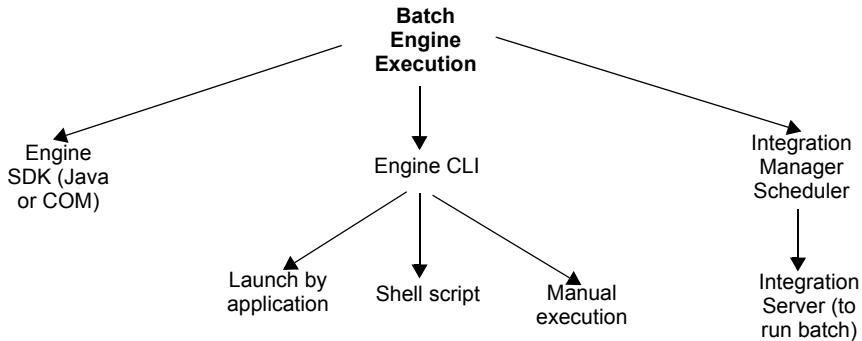 Batch
Engine
Execution
Engine
SDK (Java
or COM)
Engine CLI
Integration
Manager
Scheduler
Launch by
application
Shell script
Manual
execution
Integration
Server (to
run batch)